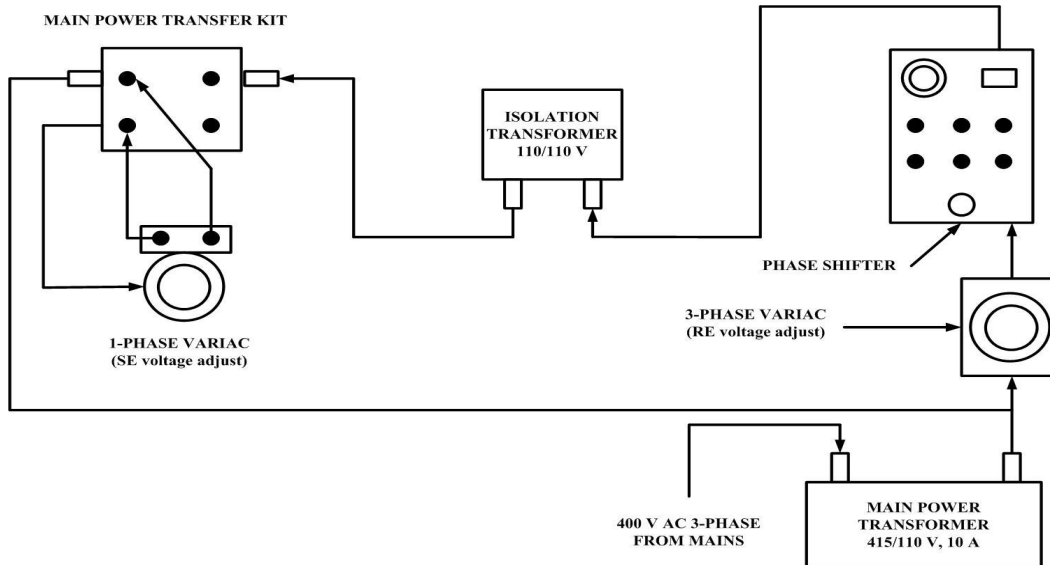 MAIN POWER TRANSFER KIT
ISOLATION
TRANSFORMER
110/110 V
PHASE SHIFTER
3-PHASE VARIAC
(RE voltage adjust)
1-PHASE VARIAC
(SE voltage adjust)
400 V AC 3-PHASE
FROM MAINS
MAIN POWER
TRANSFORMER
415/110 V, 10 A